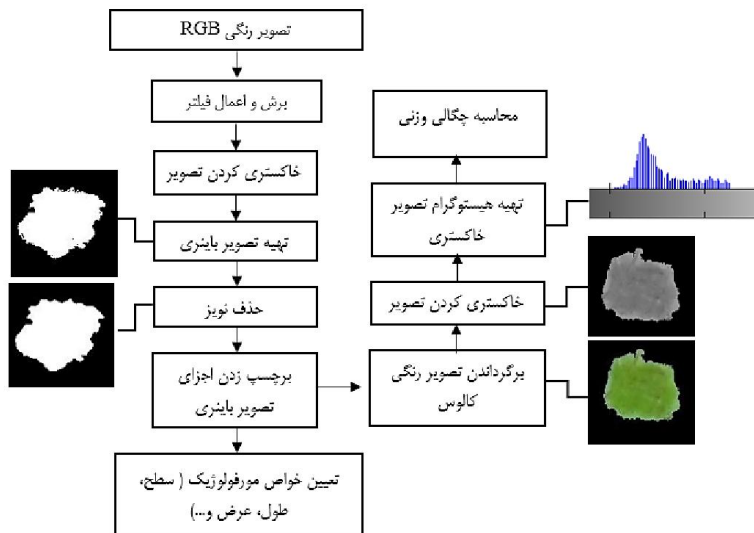 تصویر رنگی RGB
برش و اعمال فیلتر
خاکستری کردن تصویر
تهیه تصویر باینری
حذف نویز
برچسپ زدن اجزای
تصویر باینری
تعیین خواص مورفولوژیک ( سطح،
طول، عرض و...)
محاسبه چگالی وزنی
تهیه هیستوگرام تصویر
خاکستری
خاکستری کردن تصویر
برگرداندن تصویر رنگی
کالوس